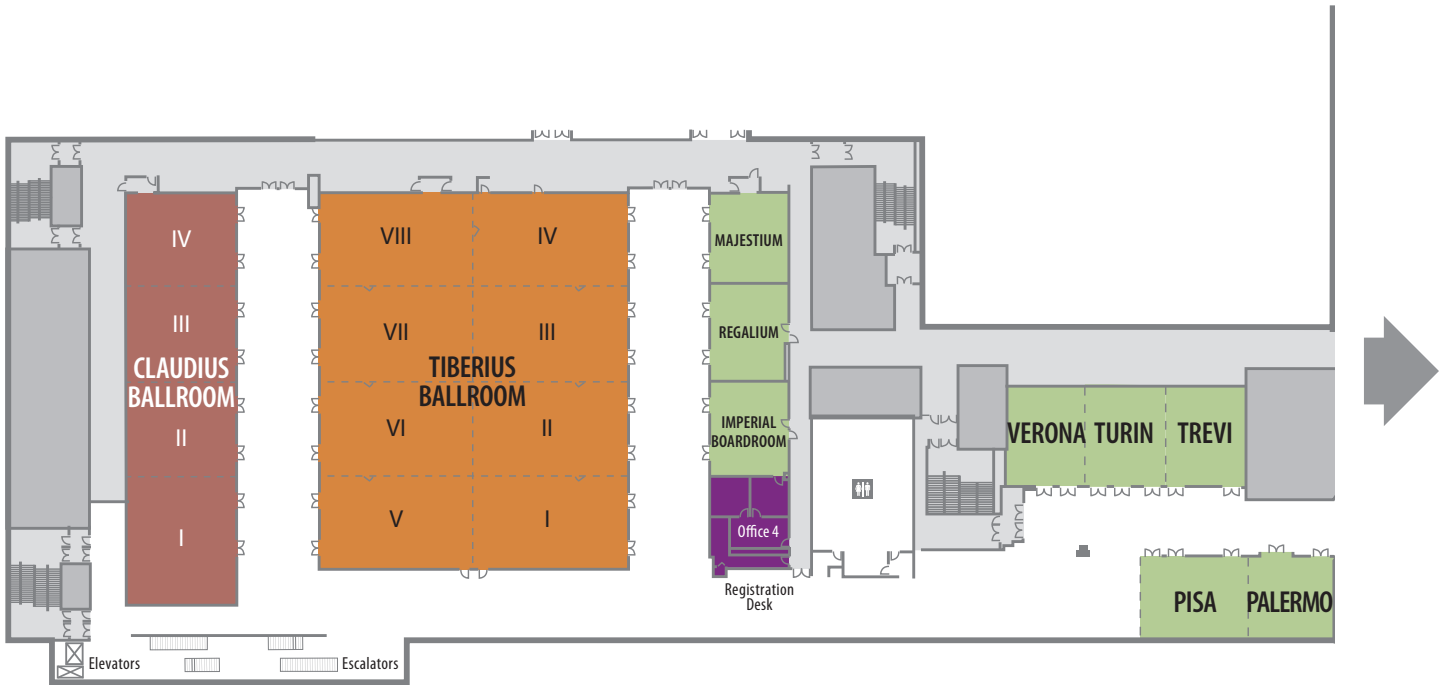 IV
III
CLAUDIUS
BALLROOM
II
I
VIII
IV
VII
III
TIBERIUS
BALLROOM
VI
II
V
I
MAJESTIUM
REGALIUM
IMPERIAL
BOARDROOM
Office 4
Registration
Desk
VERONA
TURIN
TREVI
PISA
PALERMO
Elevators
Escalators